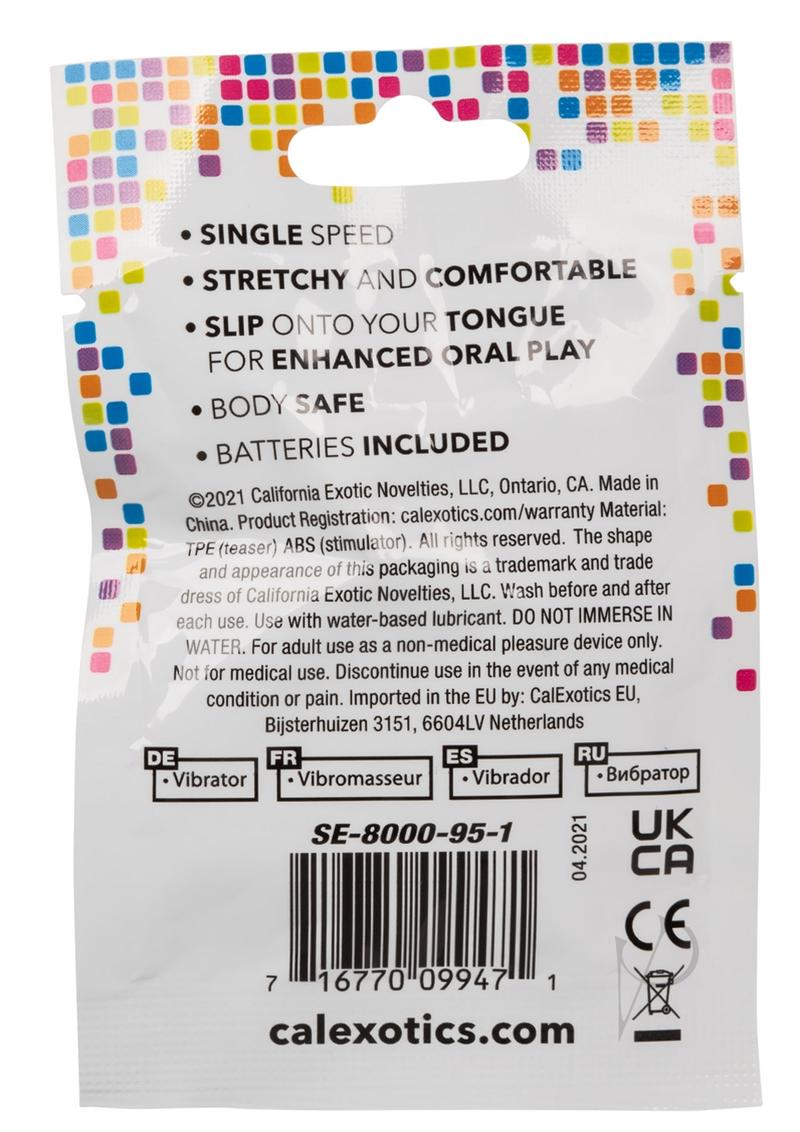 • SINGLE SPEED
• STRETCHY AND COMFORTABLE
• SLIP ONTO YOUR TONGUE
FOR ENHANCED ORAL PLAY
• BODY SAFE
• BATTERIES INCLUDED
©2021 California Exotic Novelties, LLC, Ontario, CA. Made in
China. Product Registration: calexotics.com/warranty Material:
TPE (teaser) ABS (stimulator). All rights reserved. The shape
and appearance of this packaging is a trademark and trade
dress of California Exotic Novelties, LLC. Wash before and after
each use. Use with water-based lubricant. DO NOT IMMERSE IN
WATER. For adult use as a non-medical pleasure device only.
Not for medical use. Discontinue use in the event of any medical
condition or pain. Imported in the EU by: CalExotics EU,
Bijsterhuizen 3151, 6604LV Netherlands
DE
• Vibrator
FR
• Vibromasseur
ES
• Vibrador
RU
• Вибратор
SE-8000-95-1
04.2021
UK
CA
CE
7 16770 09947 1
calexotics.com